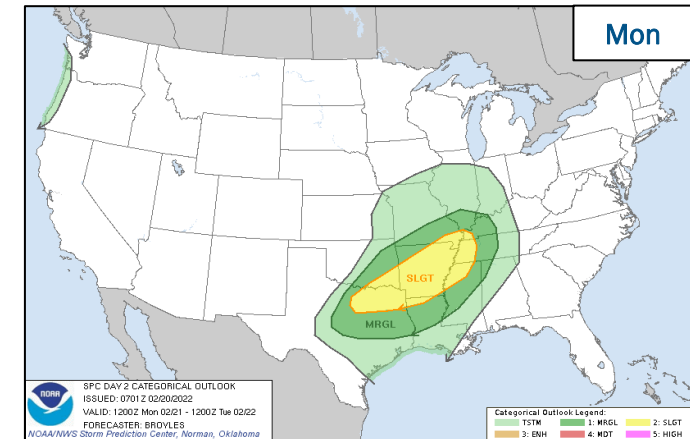 Mon
SLGT
MRGL
NOAA
SPC DAY 2 CATEGORICAL OUTLOOK
ISSUED: 0701Z 02/20/2022
VALID: 1200Z Mon 02/21 - 1200Z Tue 02/22
FORECASTER: BROYLES
NOAA/NWS Storm Prediction Center, Norman, Oklahoma
Categorical Outlook Legend:
TSTM 1: MRGL 2: SLGT
3: ENH 4: MDT 5: HIGH